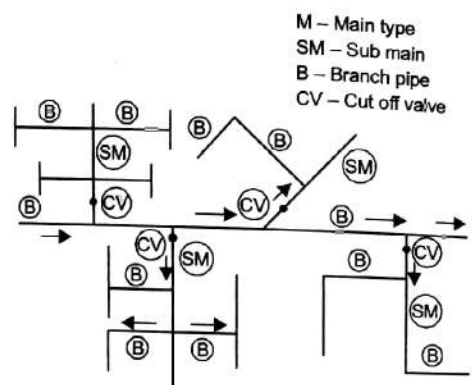 M – Main type
SM – Sub main
B – Branch pipe
CV – Cut off valve
B
B
B
B
SM
SM
CV
CV
B
B
CV
SM
CV
B
B
SM
B
B
B